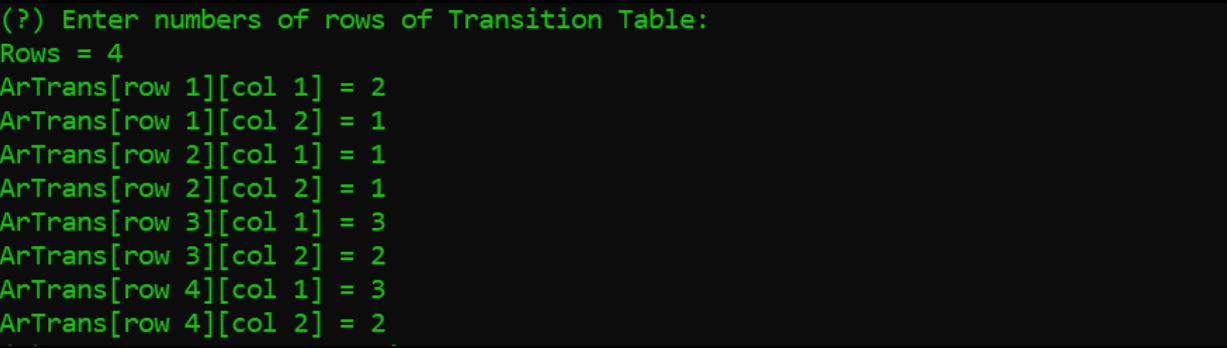 (?) Enter numbers of rows of Transition Table:
Rows = 4
ArTrans[row 1][col 1] = 2
ArTrans[row 1][col 2] = 1
ArTrans[row 2][col 1] = 1
ArTrans[row 2][col 2] = 1
ArTrans[row 3][col 1] = 3
ArTrans[row 3][col 2] = 2
ArTrans[row 4][col 1] = 3
ArTrans[row 4][col 2] = 2